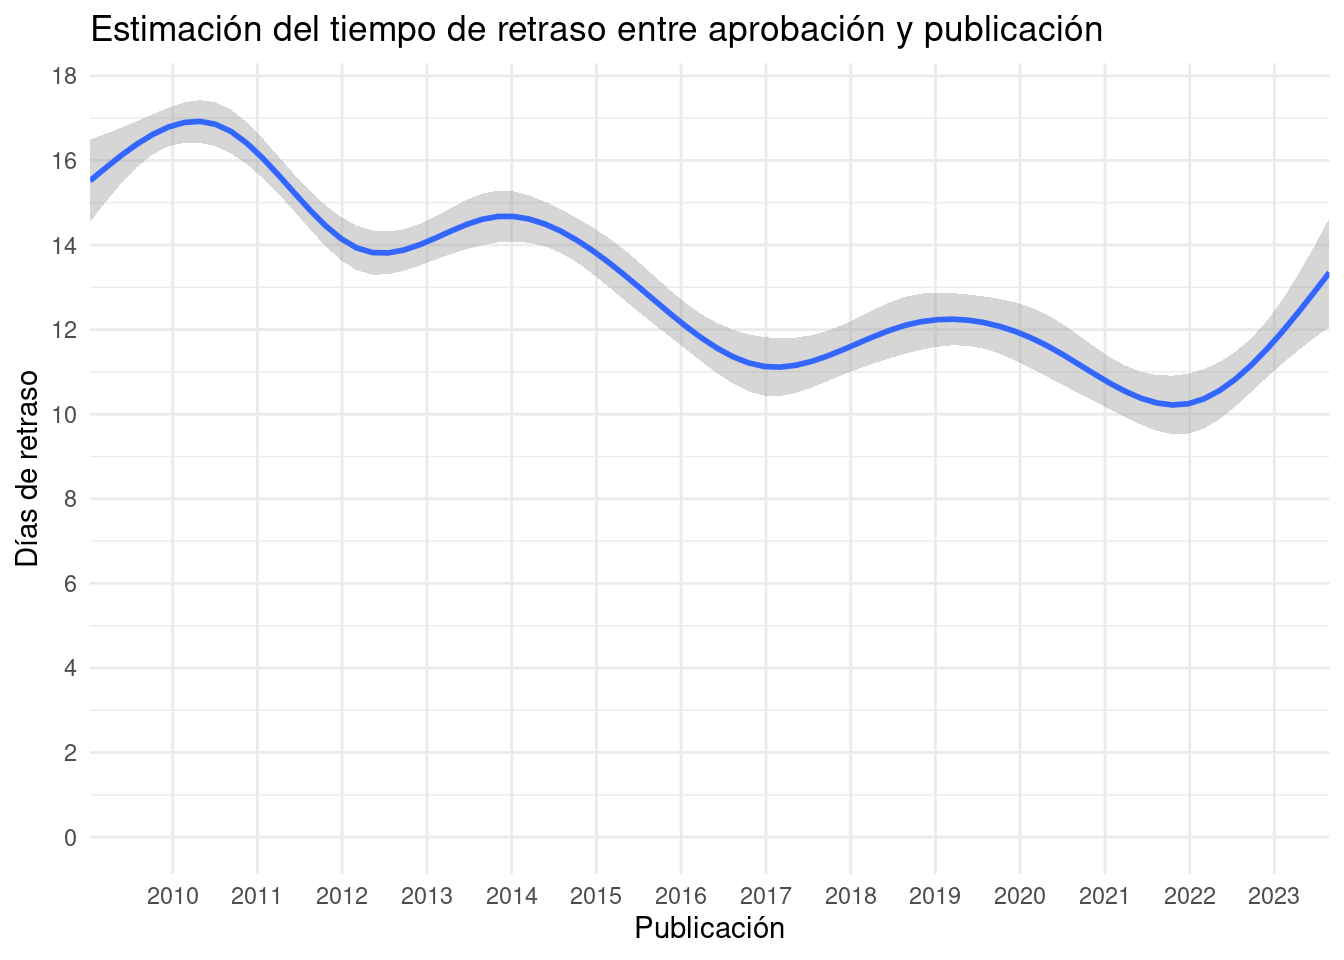 Estimación del tiempo de retraso entre aprobación y publicación
18
16
14
12
10
8
6
4
2
0
Días de retraso
2010 2011 2012 2013 2014 2015 2016 2017 2018 2019 2020 2021 2022 2023
Publicación